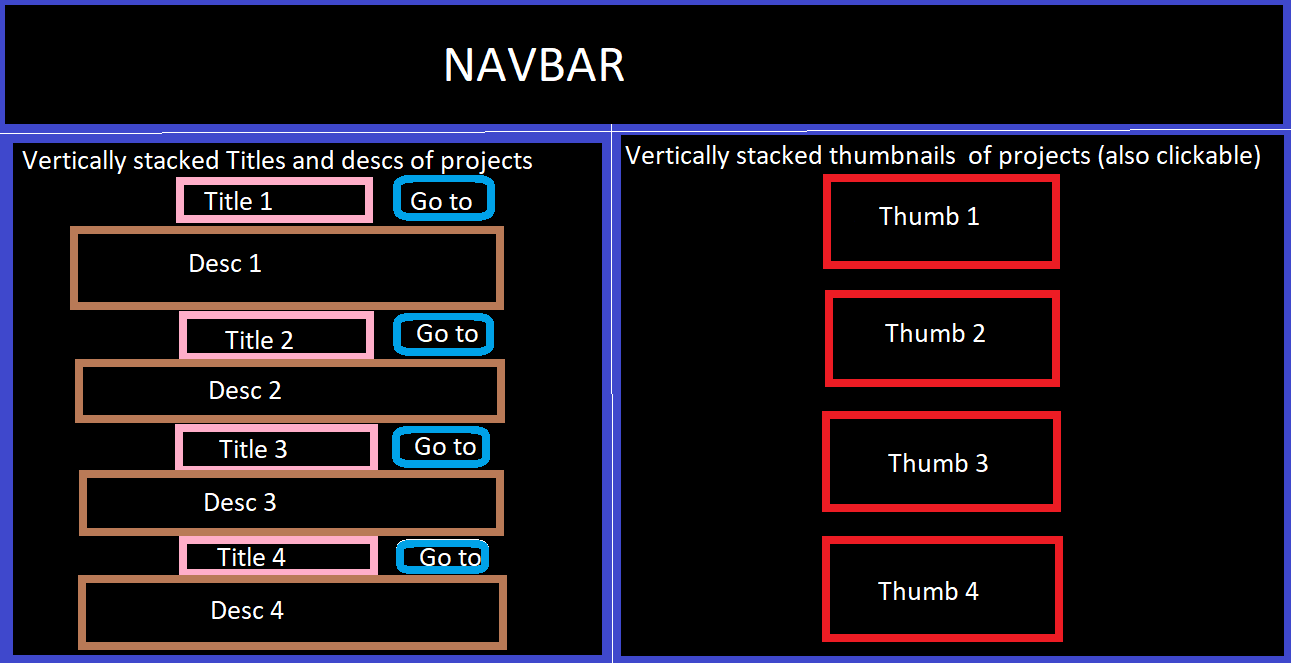 NAVBAR
Vertically stacked Titles and descs of projects
Title 1
Go to
Desc 1
Title 2
Go to
Desc 2
Title 3
Go to
Desc 3
Title 4
Go to
Desc 4
Vertically stacked thumbnails  of projects (also clickable)
Thumb 1
Thumb 2
Thumb 3
Thumb 4